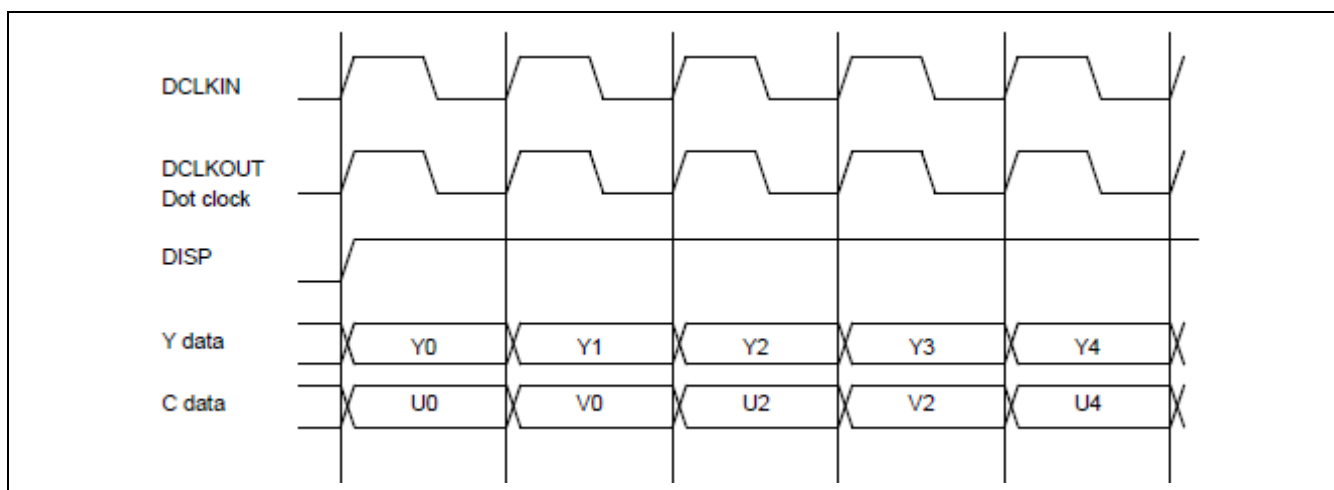 DCLKIN
DCLKOUT
Dot clock
DISP
Y data Y0 Y1 Y2 Y3 Y4
C data U0 V0 U2 V2 U4